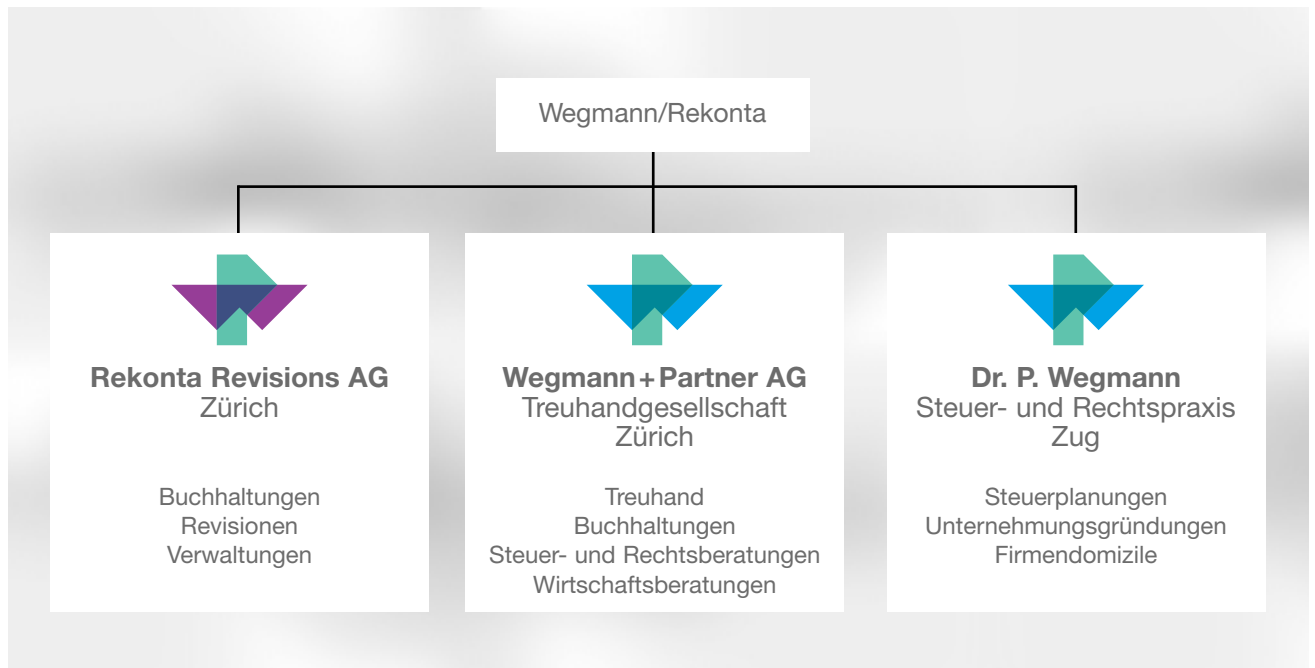 Wegmann/Rekonta
Rekonta Revisions AG
Zürich
Buchhaltungen
Revisionen
Verwaltungen
Wegmann+Partner AG
Treuhandgesellschaft
Zürich
Treuhand
Buchhaltungen
Steuer- und Rechtsberatungen
Wirtschaftsberatungen
Dr. P. Wegmann
Steuer- und Rechtspraxis
Zug
Steuerplanungen
Unternehmungsgründungen
Firmendomizile